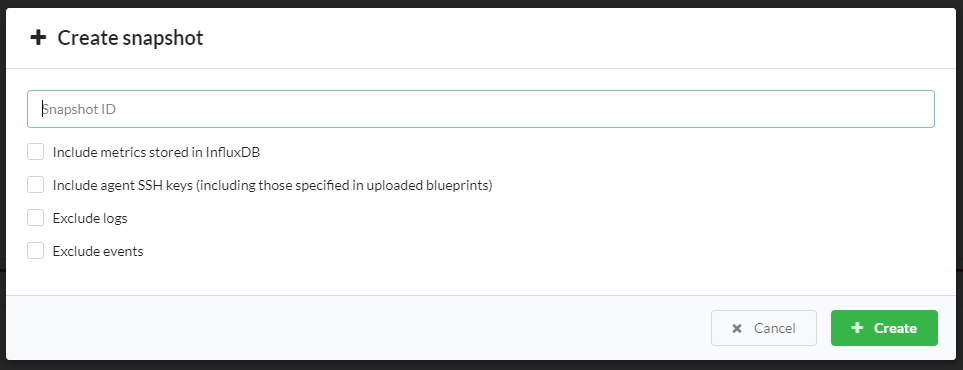 Create snapshot
Snapshot ID
Include metrics stored in InfluxDB
Include agent SSH keys (including those specified in uploaded blueprints)
Exclude logs
Exclude events
Cancel
Create